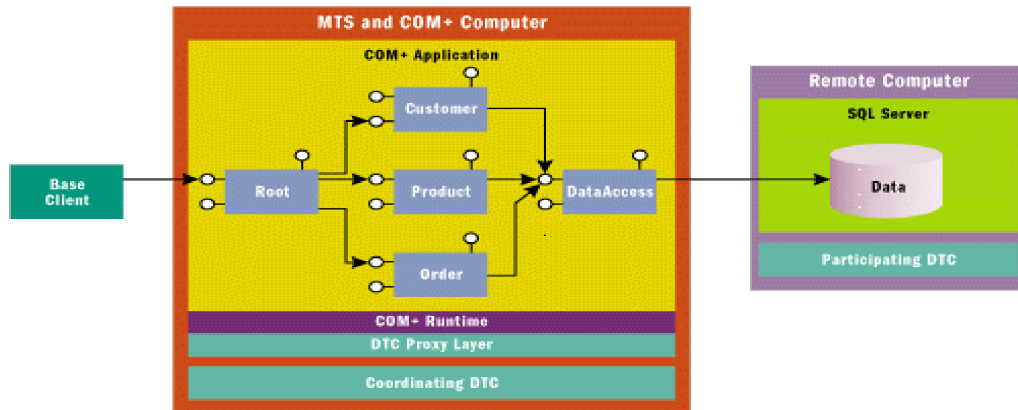 MTS and COM+ Computer
COM+ Application
Customer
Base
Client
Root
Product
DataAccess
Order
COM+ Runtime
DTC Proxy Layer
Coordinating DTC
Remote Computer
SQL Server
Data
Participating DTC